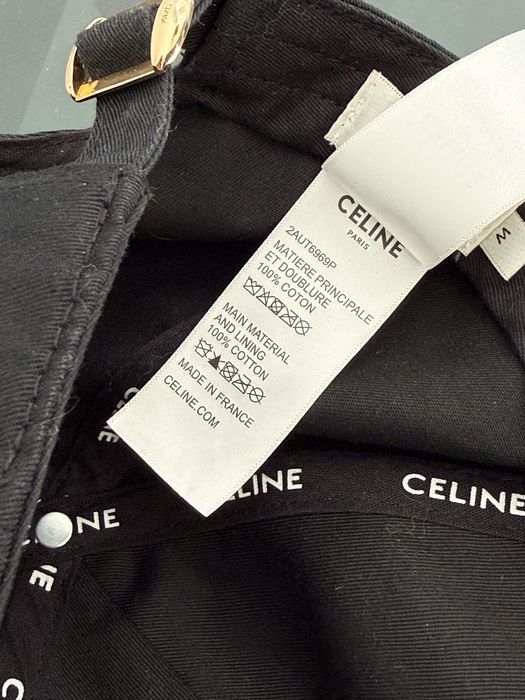 CELINE
PARIS
2AUT6969P
MATIERE PRINCIPALE
ET DOUBLURE
100% COTON
MAIN MATERIAL
AND LINING
100% COTTON
MADE IN FRANCE
CELINE.COM
M
CELINE
CELINE
NE